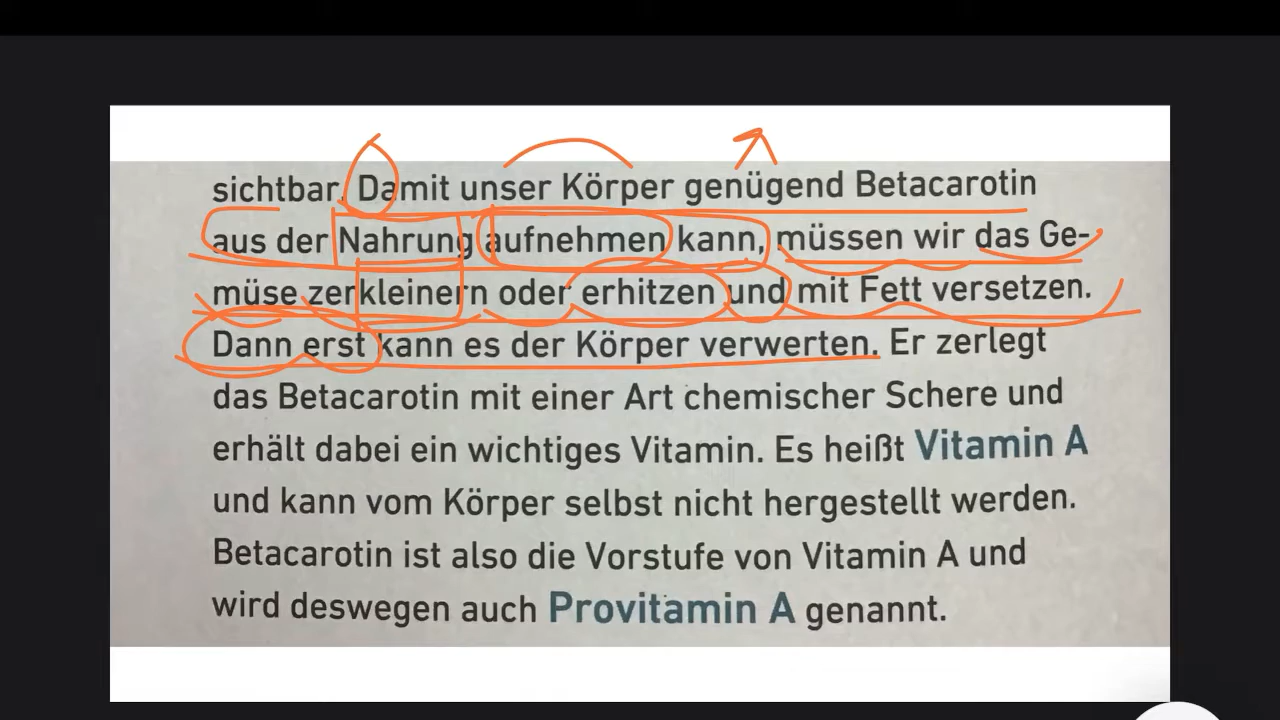 sichtbar. Damit unser Körper genügend Betacarotin
aus der Nahrung aufnehmen kann, müssen wir das Ge-
müse zerkleinern oder erhitzen und mit Fett versetzen.
Dann erst kann es der Körper verwerten. Er zerlegt
das Betacarotin mit einer Art chemischer Schere und
erhält dabei ein wichtiges Vitamin. Es heißt Vitamin A
und kann vom Körper selbst nicht hergestellt werden.
Betacarotin ist also die Vorstufe von Vitamin A und
wird deswegen auch Provitamin A genannt.